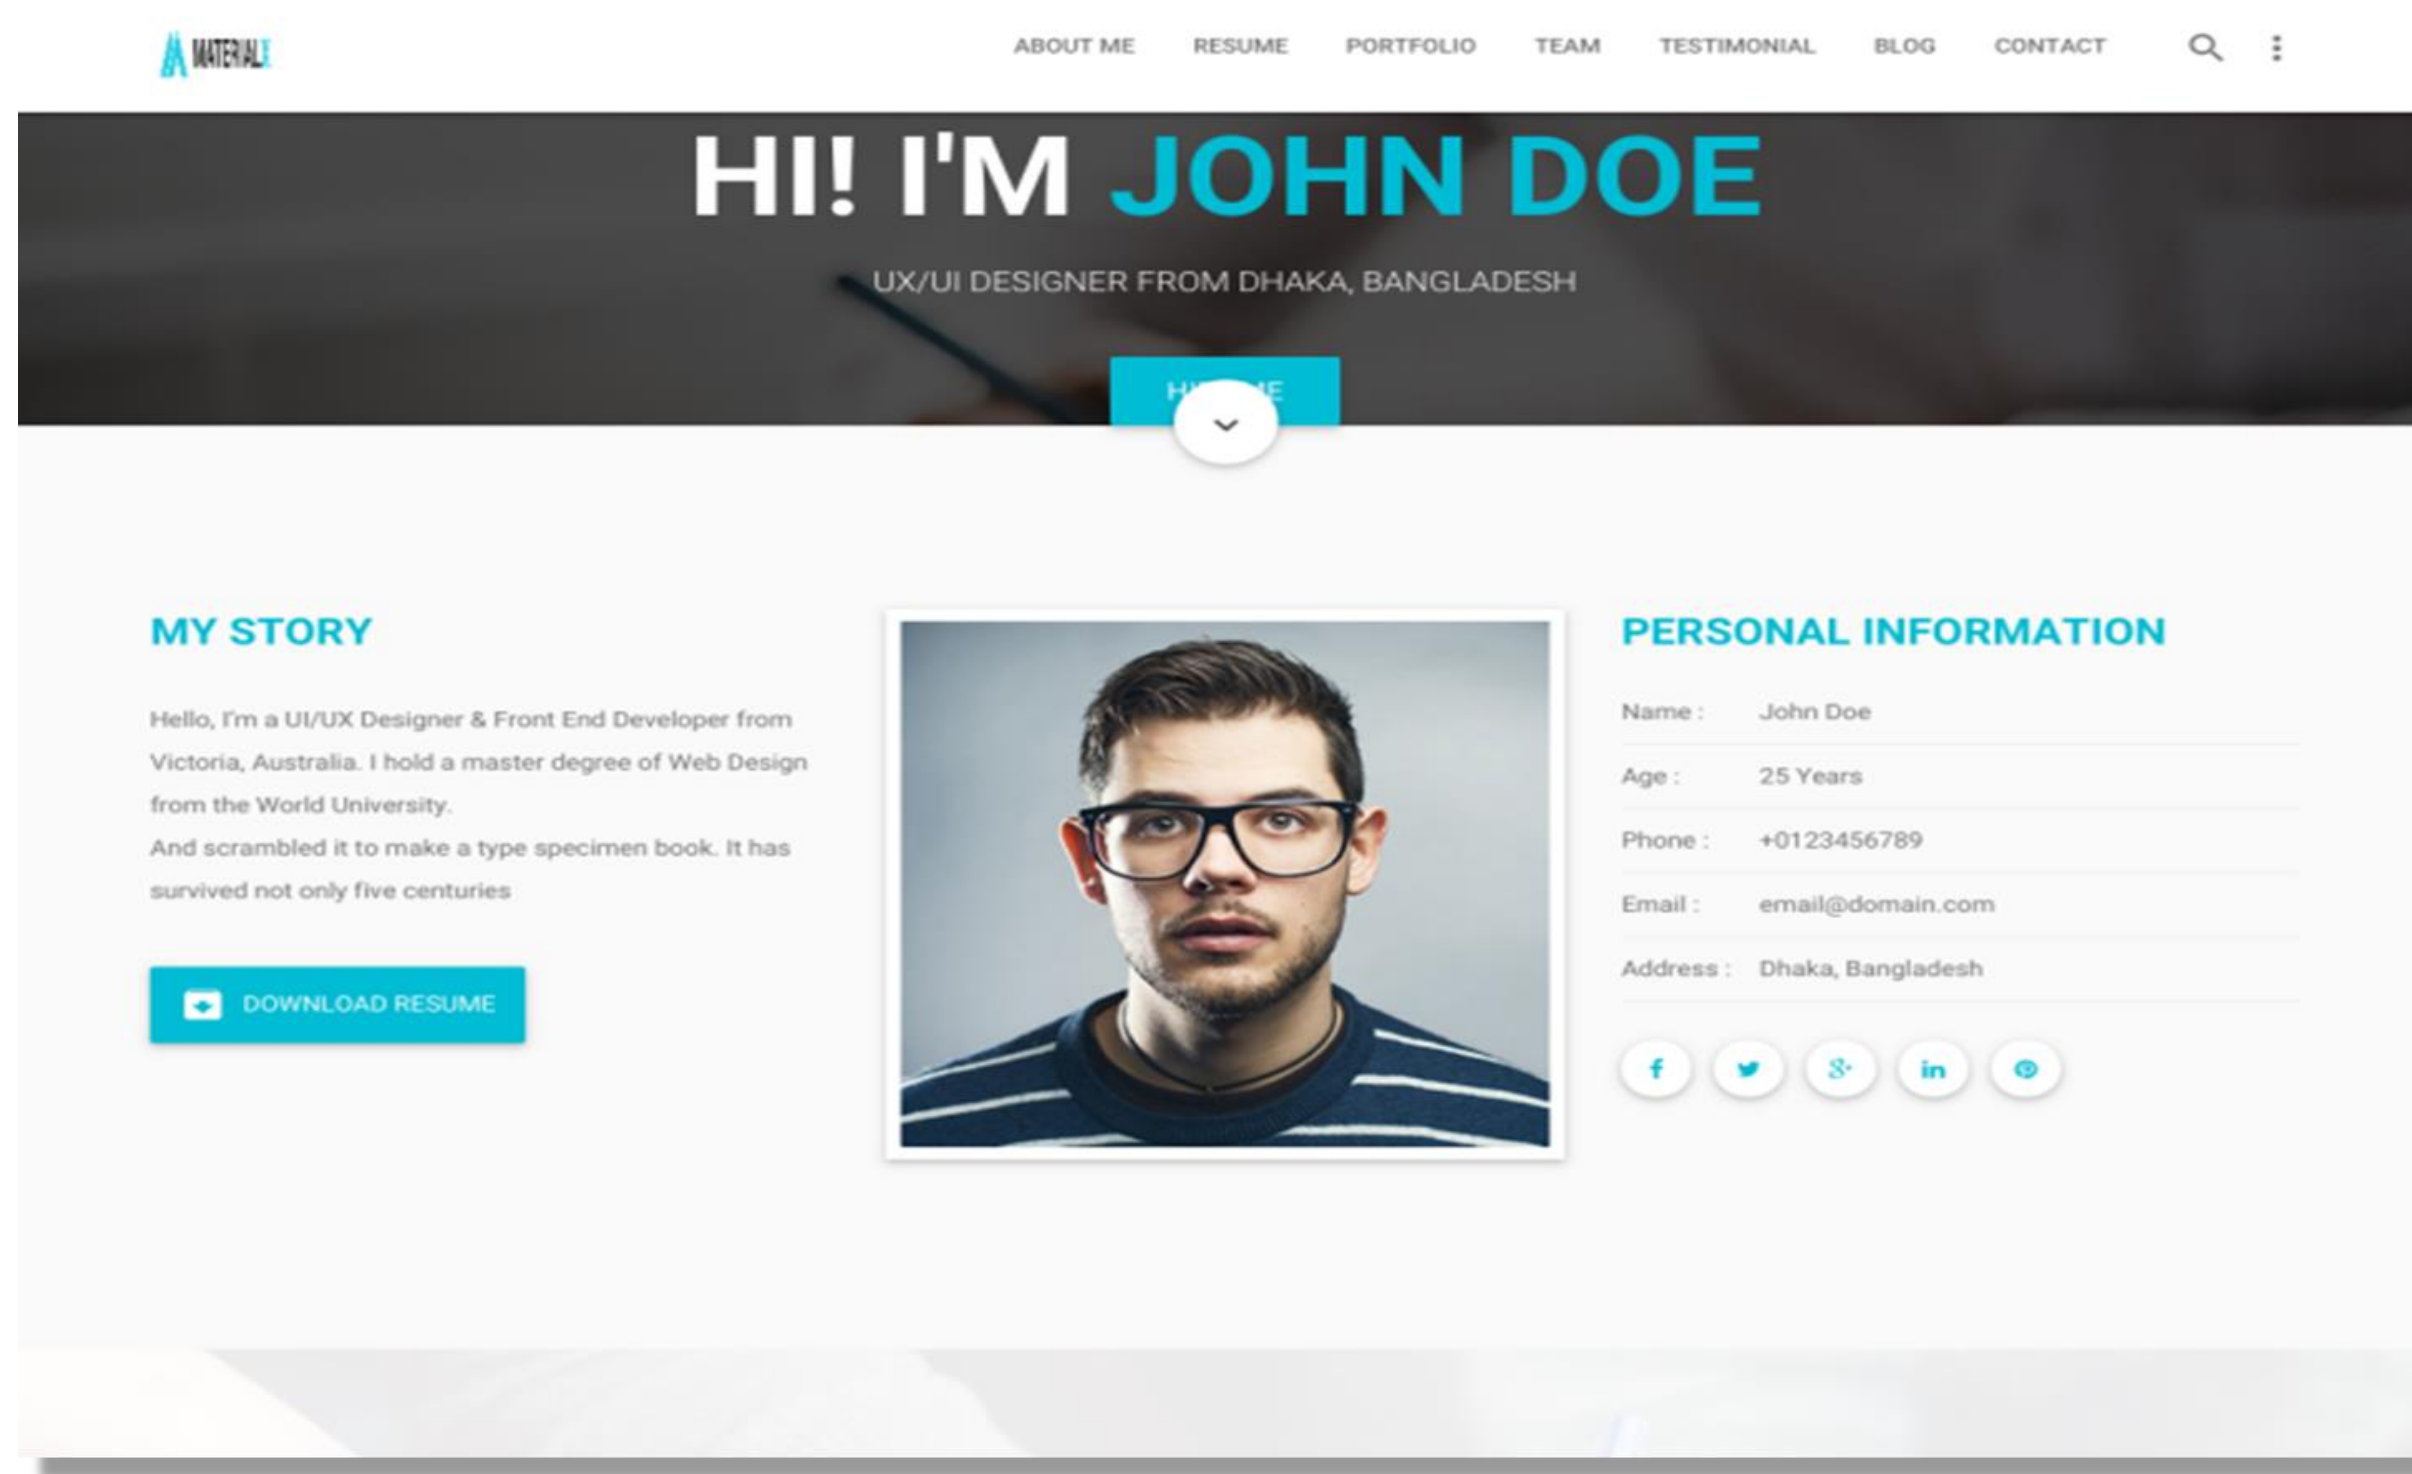 MATERIALX
ABOUT ME RESUME PORTFOLIO TEAM TESTIMONIAL BLOG CONTACT
HI! I'M JOHN DOE
UX/UI DESIGNER FROM DHAKA, BANGLADESH
MY STORY
Hello, I'm a UI/UX Designer & Front End Developer from
Victoria, Australia. I hold a master degree of Web Design
from the World University.
And scrambled it to make a type specimen book. It has
survived not only five centuries
DOWNLOAD RESUME
PERSONAL INFORMATION
Name : John Doe
Age : 25 Years
Phone : +0123456789
Email : email@domain.com
Address : Dhaka, Bangladesh